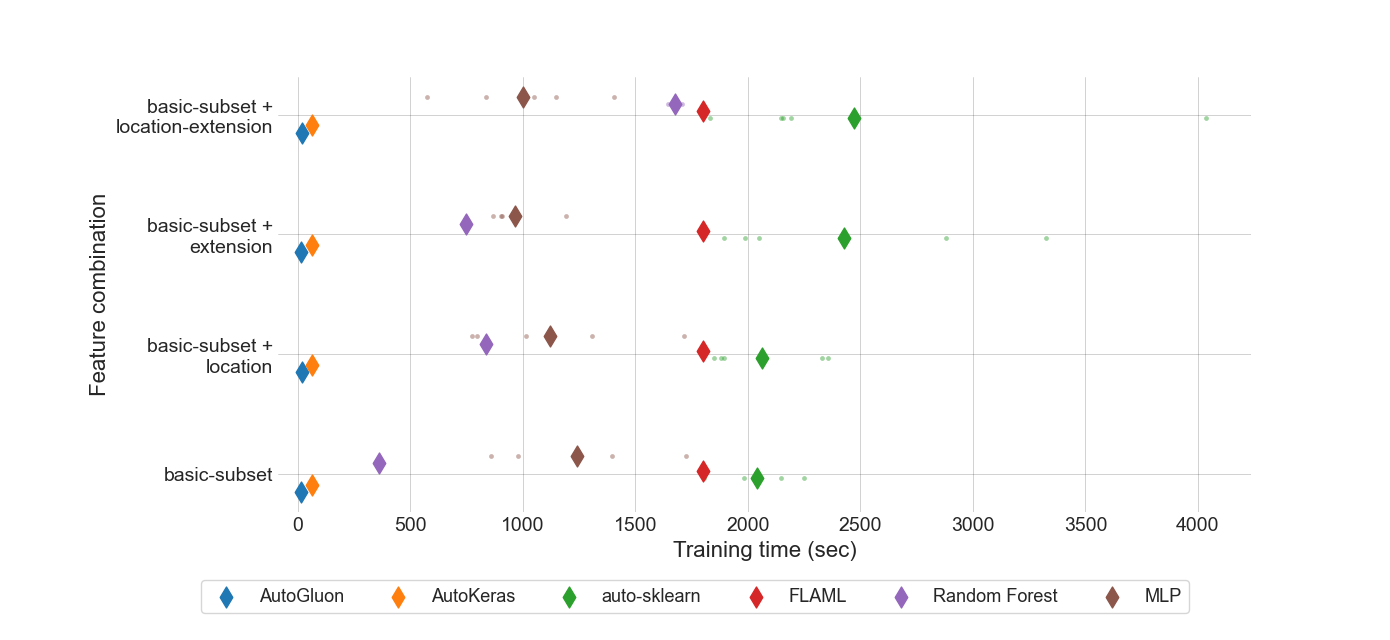 basic-subset +
location-extension
basic-subset +
extension
basic-subset +
location
basic-subset
Feature combination
0 500 1000 1500 2000 2500 3000 3500 4000
Training time (sec)
AutoGluon AutoKeras auto-sklearn FLAML Random Forest MLP